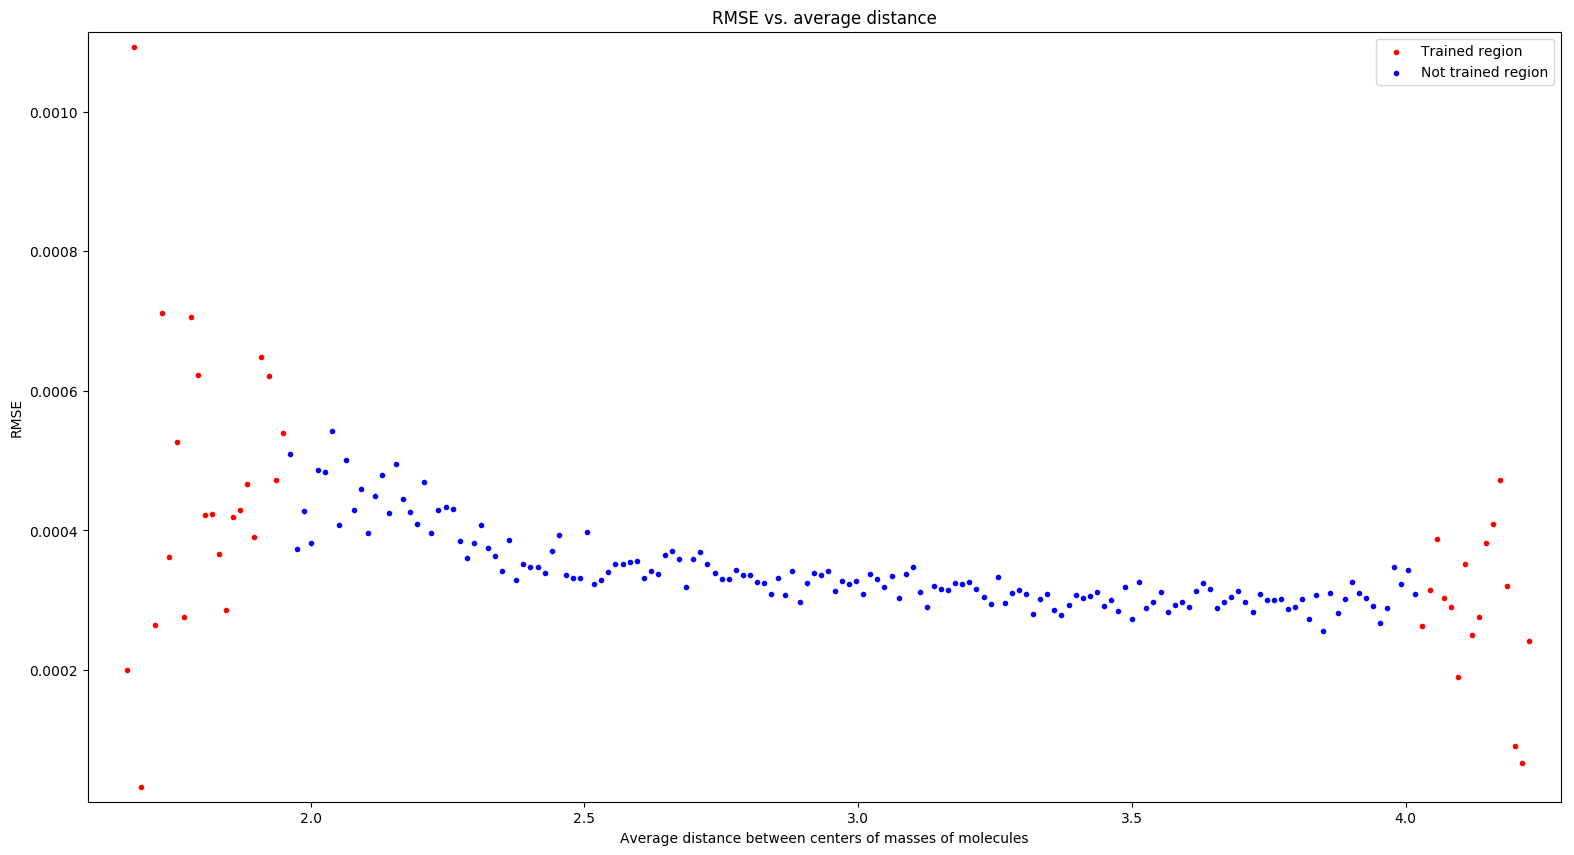 RMSE vs. average distance
Trained region
Not trained region
0.0010
0.0008
0.0006
0.0004
0.0002
RMSE
2.0
2.5
3.0
3.5
4.0
Average distance between centers of masses of molecules